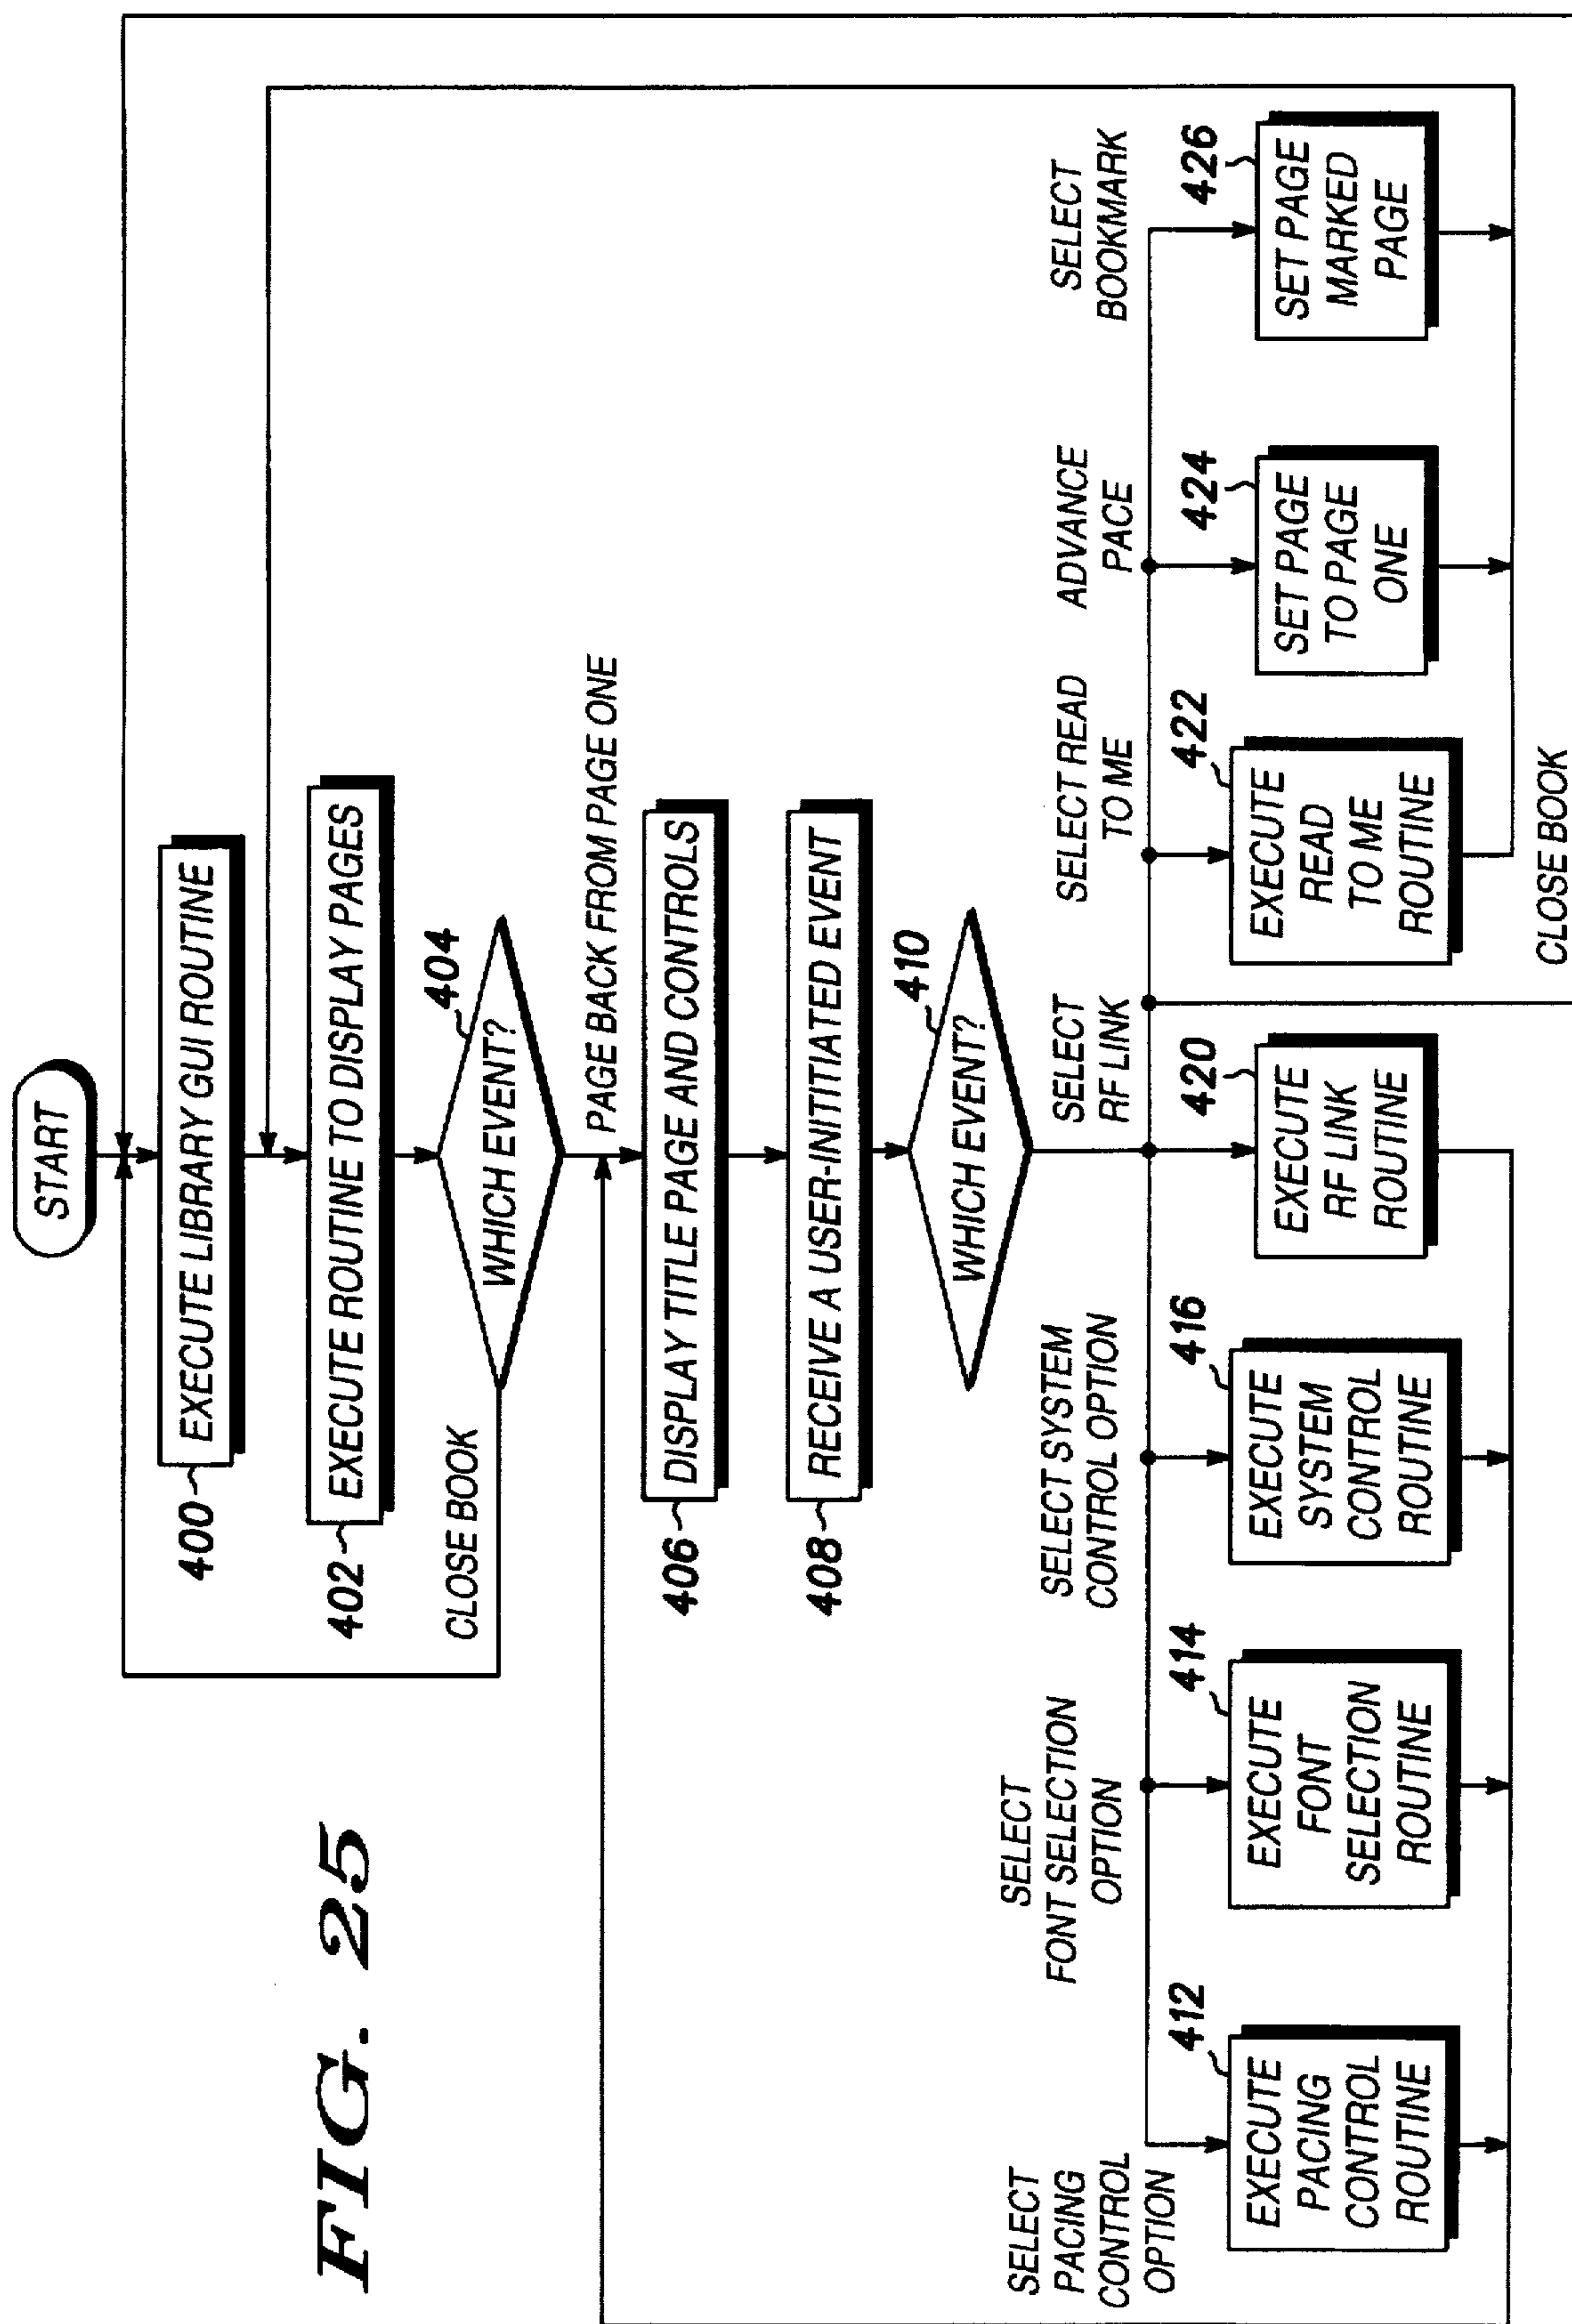 FIG. 25
START
400
EXECUTE LIBRARY GUI ROUTINE
402
EXECUTE ROUTINE TO DISPLAY PAGES
404
WHICH EVENT?
CLOSE BOOK
PAGE BACK FROM PAGE ONE
406
DISPLAY TITLE PAGE AND CONTROLS
408
RECEIVE A USER-INITITIATED EVENT
410
WHICH EVENT?
SELECT
PACING
CONTROL
OPTION
412
EXECUTE
PACING
CONTROL
ROUTINE
SELECT
FONT SELECTION
OPTION
414
EXECUTE
FONT
SELECTION
ROUTINE
SELECT SYSTEM
CONTROL OPTION
416
EXECUTE
SYSTEM
CONTROL
ROUTINE
SELECT
RF LINK
420
EXECUTE
RF LINK
ROUTINE
CLOSE BOOK
SELECT READ
TO ME
422
EXECUTE
READ
TO ME
ROUTINE
ADVANCE
PACE
424
SET PAGE
TO PAGE
ONE
SELECT
BOOKMARK
426
SET PAGE
MARKED
PAGE